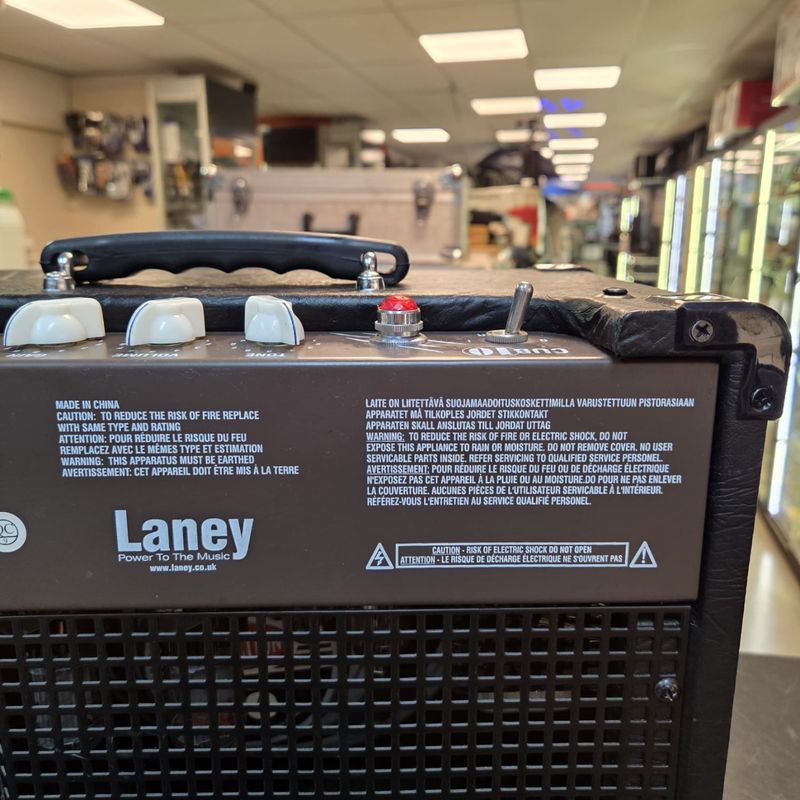 GAIN
VOLUME
TONE
CUB10
MADE IN CHINA
CAUTION: TO REDUCE THE RISK OF FIRE REPLACE
WITH SAME TYPE AND RATING
ATTENTION: POUR RÉDUIRE LE RISQUE DU FEU
REMPLACEZ AVEC LE MÊMES TYPE ET ESTIMATION
WARNING: THIS APPARATUS MUST BE EARTHED
AVERTISSEMENT: CET APPAREIL DOIT ÊTRE MIS À LA TERRE
LAITE ON LIITETTÄVÄ SUOJAMAADOITUSKOSKETTIMILLA VARUSTETTUUN PISTORASIAAN
APPARATET MÅ TILKOPLES JORDET STIKKONTAKT
APPARATEN SKALL ANSLUTAS TILL JORDAT UTTAG
WARNING: TO REDUCE THE RISK OF FIRE OR ELECTRIC SHOCK, DO NOT
EXPOSE THIS APPLIANCE TO RAIN OR MOISTURE. DO NOT REMOVE COVER. NO USER
SERVICABLE PARTS INSIDE. REFER SERVICING TO QUALIFIED SERVICE PERSONEL.
AVERTISSEMENT: POUR RÉDUIRE LE RISQUE DU FEU OU DE DÉCHARGE ÉLECTRIQUE
N'EXPOSEZ PAS CET APPAREIL À LA PLUIE OU AU MOISTURE.DO POUR NE PAS ENLEVER
LA COUVERTURE. AUCUNES PIÈCES DE L'UTILISATEUR SERVICABLE À L'INTÉRIEUR.
RÉFÉREZ-VOUS L'ENTRETIEN AU SERVICE QUALIFIÉ PERSONEL.
QC
Laney
Power To The Music
www.laney.co.uk
CAUTION - RISK OF ELECTRIC SHOCK DO NOT OPEN
ATTENTION - LE RISQUE DE DÉCHARGE ÉLECTRIQUE NE S'OUVRENT PAS